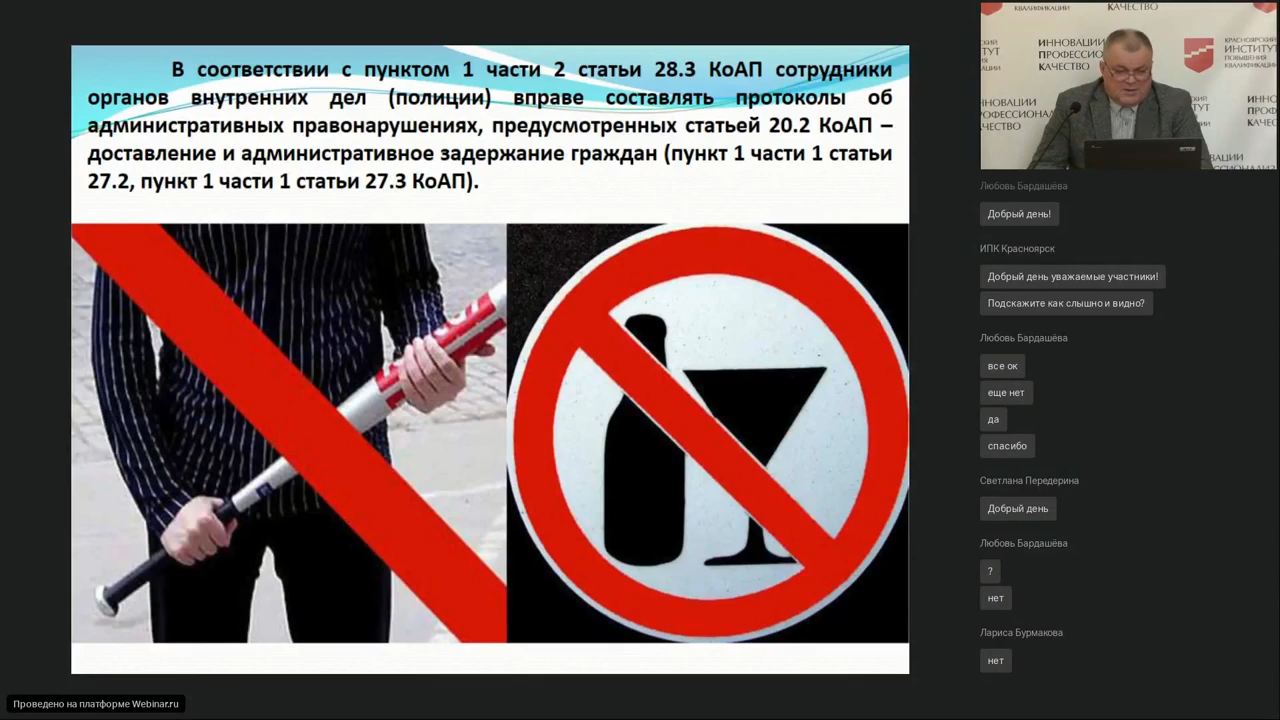 В соответствии с пунктом 1 части 2 статьи 28.3 КоАП сотрудники
органов внутренних дел (полиции) вправе составлять протоколы об
административных правонарушениях, предусмотренных статьей 20.2 КоАП –
доставление и административное задержание граждан (пункт 1 части 1 статьи
27.2, пункт 1 части 1 статьи 27.3 КоАП).
КВАЛИФИКАЦИИ
КАЧЕСТВО
ИННОВАЦИИ
ПРОФЕССИО
КАЧЕСТВО
КРАСНОЯРСКИЙ
ИНСТИТУТ
ПОВЫШЕНИЯ
КВАЛИФИКАЦИИ
Любовь Бардашёва
Добрый день!
ИПК Красноярск
Добрый день уважаемые участники!
Подскажите как слышно и видно?
Любовь Бардашёва
все ок
еще нет
да
спасибо
Светлана Передерина
Добрый день
Любовь Бардашёва
?
нет
Лариса Бурмакова
нет
Проведено на платформе Webinar.ru